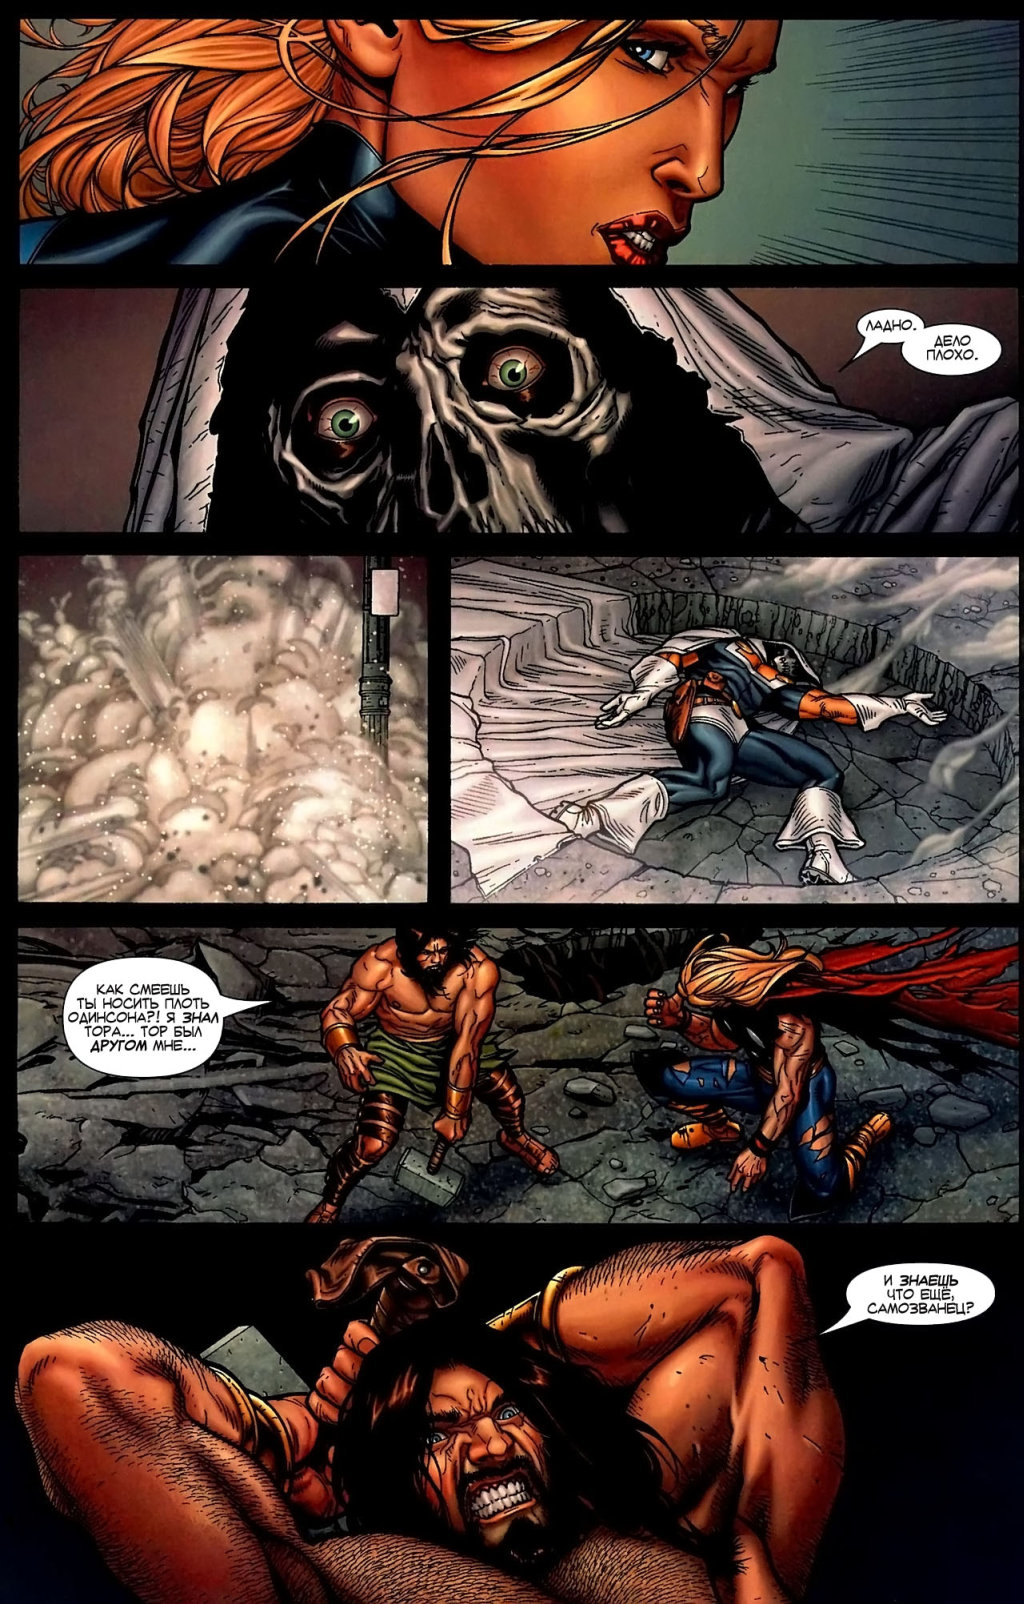 ЛАДНО.
ДЕЛО
ПЛОХО.
КАК СМЕЕШЬ
ТЫ НОСИТЬ ПЛОТЬ
ОДИНСОНА?! Я ЗНАЛ
ТОРА... ТОР БЫЛ
ДРУГОМ МНЕ...
И ЗНАЕШЬ
ЧТО ЕЩЁ,
САМОЗВАНЕЦ?